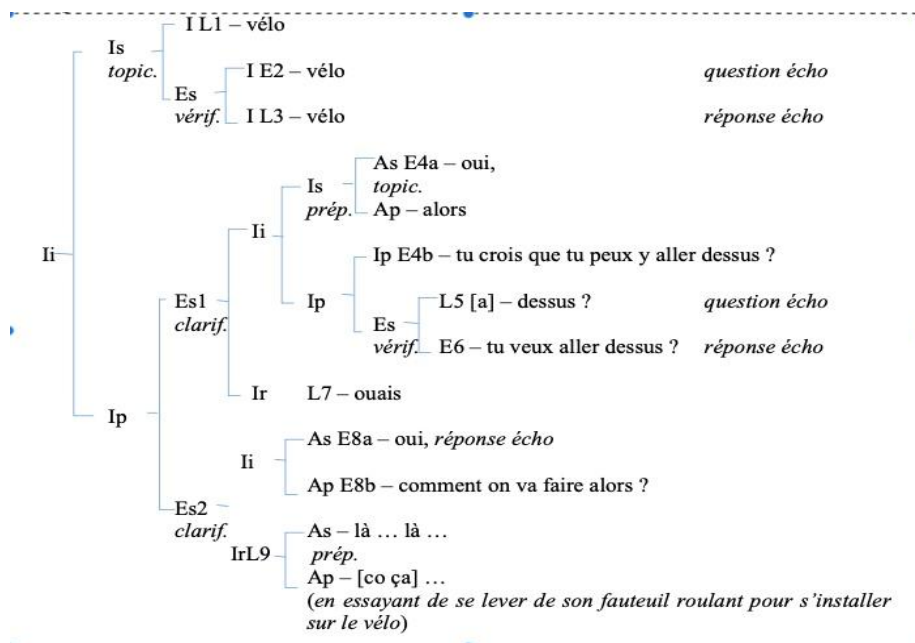 I L1 – vélo
Is
topic.
I E2 – vélo question écho
Es
vérif. I L3 – vélo réponse écho
As E4a – oui,
Is topic.
prép. Ap – alors
Ii
Ii Ip E4b – tu crois que tu peux y aller dessus ?
Es1 Ip L5 [a] – dessus ? question écho
clarif. Es
vérif. E6 – tu veux aller dessus ? réponse écho
Ir L7 – ouais
Ip
As E8a – oui, réponse écho
Ii
Ap E8b – comment on va faire alors ?
Es2
clarif. As – là … là …
IrL9 prép.
Ap – [co ça] …
(en essayant de se lever de son fauteuil roulant pour s’installer
sur le vélo)